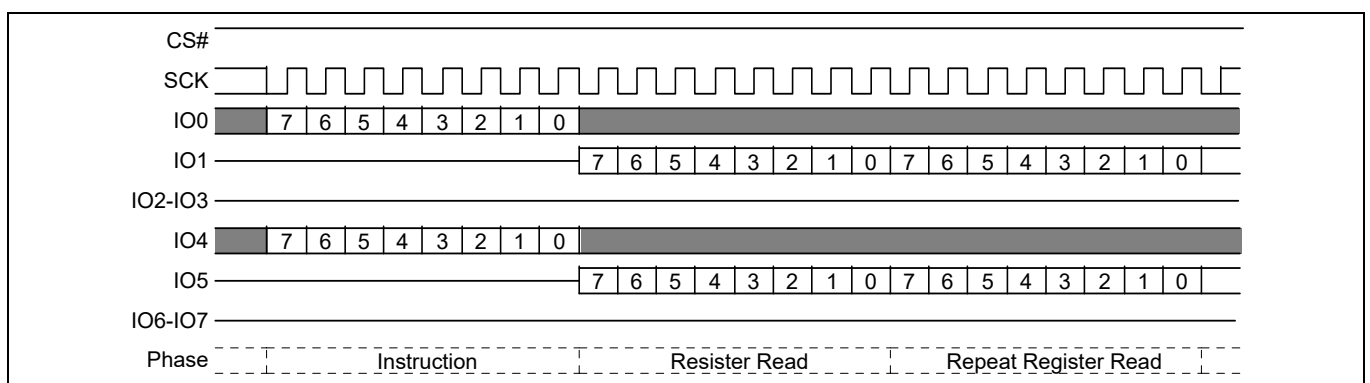 CS#
SCK
IO0 7 6 5 4 3 2 1 0
IO1 7 6 5 4 3 2 1 0 7 6 5 4 3 2 1 0
IO2-IO3
IO4 7 6 5 4 3 2 1 0
IO5 7 6 5 4 3 2 1 0 7 6 5 4 3 2 1 0
IO6-IO7
Phase Instruction Resister Read Repeat Register Read